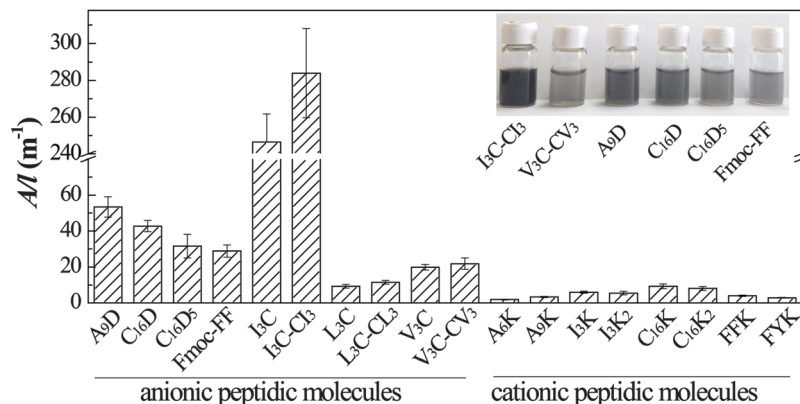 300
280
260
240
60
40
20
0
A/l (m⁻¹)
I₃C-CI₃
V₃C-CV₃
A₉D
C₁₆D
C₁₆D₅
Fmoc-FF
A₉D
C₁₆D
C₁₆D₅
Fmoc-FF
I₃C
I₃C-CI₃
L₃C
L₃C-CL₃
V₃C
V₃C-CV₃
A₆K
A₉K
I₃K
I₃K₂
C₁₆K
C₁₆K₂
FFK
FYK
anionic peptidic molecules
cationic peptidic molecules